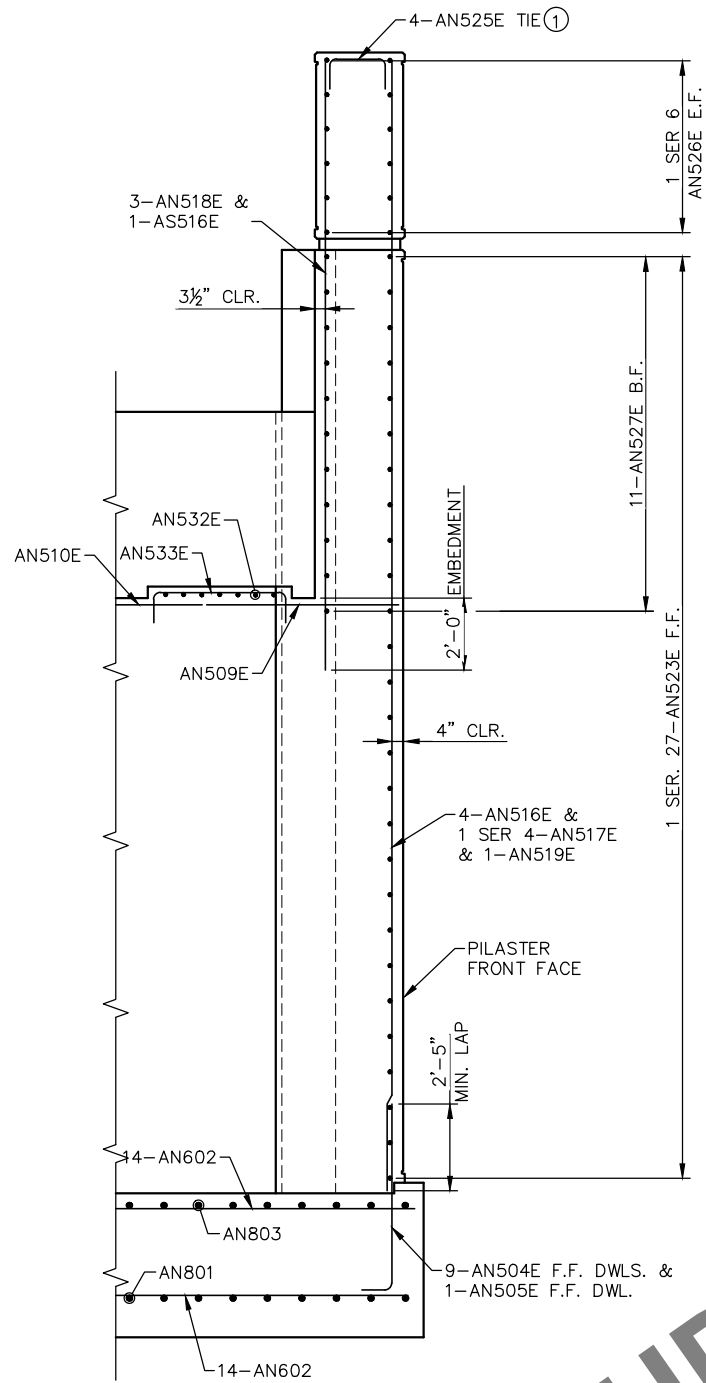 4-AN525E TIE 1
1 SER 6
AN526E E.F.
3-AN518E &
1-AS516E
3½" CLR.
11-AN527E B.F.
EMBEDMENT
2'-0"
AN532E
AN533E
AN510E
AN509E
1 SER. 27-AN523E F.F.
4" CLR.
4-AN516E &
1 SER 4-AN517E
& 1-AN519E
PILASTER
FRONT FACE
2'-5"
MIN. LAP
14-AN602
AN803
AN801
9-AN504E F.F. DWLS. &
1-AN505E F.F. DWL.
14-AN602